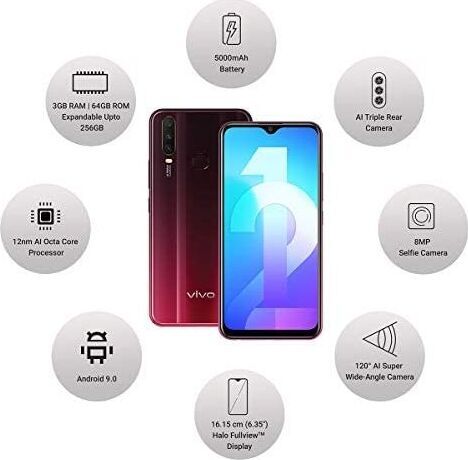 5000mAh
Battery
3GB RAM | 64GB ROM
Expandable Upto
256GB
AI Triple Rear
Camera
12nm AI Octa Core
Processor
8MP
Selfie Camera
vivo
12
Android 9.0
120° AI Super
Wide-Angle Camera
16.15 cm (6.35")
Halo Fullview™
Display